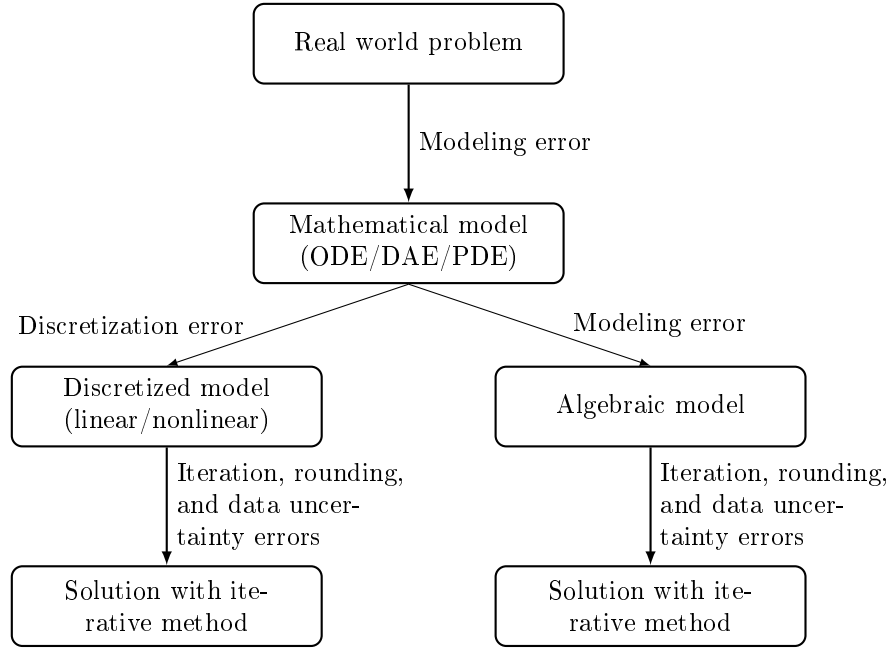 Real world problem
Modeling error
Mathematical model
(ODE/DAE/PDE)
Discretization error
Modeling error
Discretized model
(linear/nonlinear)
Algebraic model
Iteration, rounding,
and data uncer-
tainty errors
Iteration, rounding,
and data uncer-
tainty errors
Solution with ite-
rative method
Solution with ite-
rative method